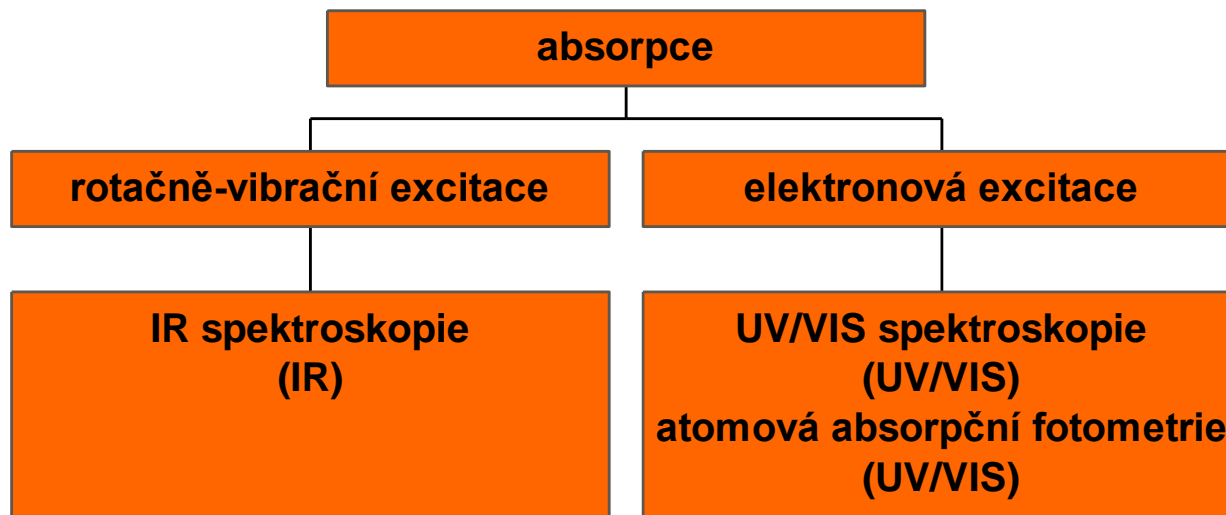 absorpce
rotačně-vibrační excitace
elektronová excitace
IR spektroskopie
(IR)
UV/VIS spektroskopie
(UV/VIS)
atomová absorpční fotometrie
(UV/VIS)